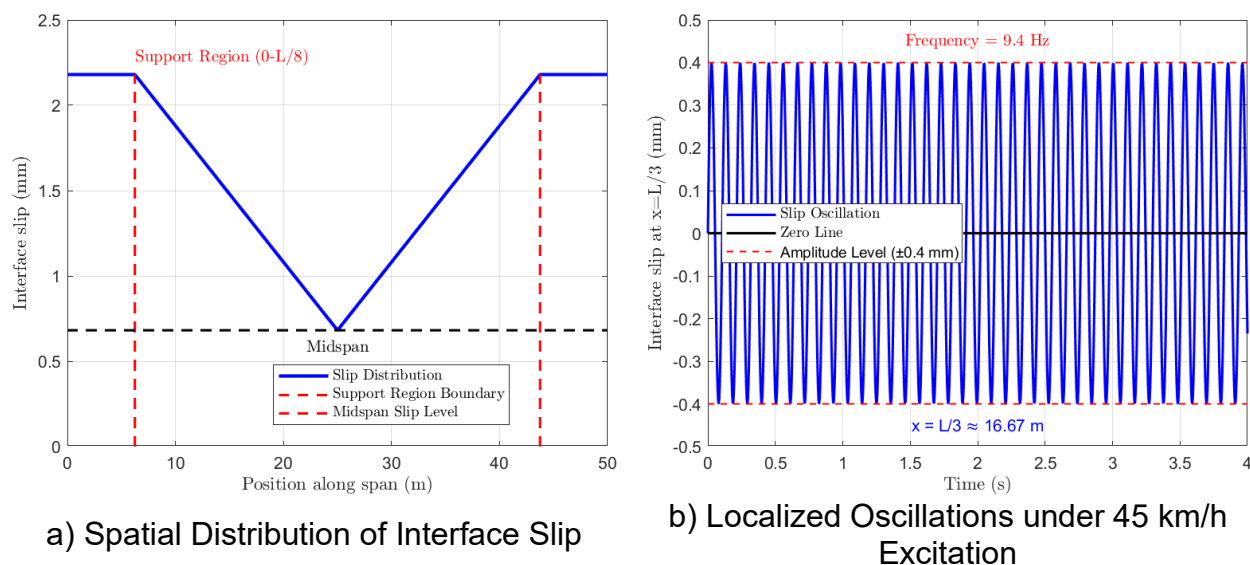 Support Region (0-L/8)
2.5
2
1.5
1
0.5
0
Interface slip (mm)
Midspan
Slip Distribution
Support Region Boundary
Midspan Slip Level
0 10 20 30 40 50
Position along span (m)
a) Spatial Distribution of Interface Slip
Frequency = 9.4 Hz
0.5
0.4
0.3
0.2
0.1
0
-0.1
-0.2
-0.3
-0.4
-0.5
Interface slip at x=L/3 (mm)
Slip Oscillation
Zero Line
Amplitude Level (±0.4 mm)
x = L/3 ≈ 16.67 m
0 0.5 1 1.5 2 2.5 3 3.5 4
Time (s)
b) Localized Oscillations under 45 km/h
Excitation